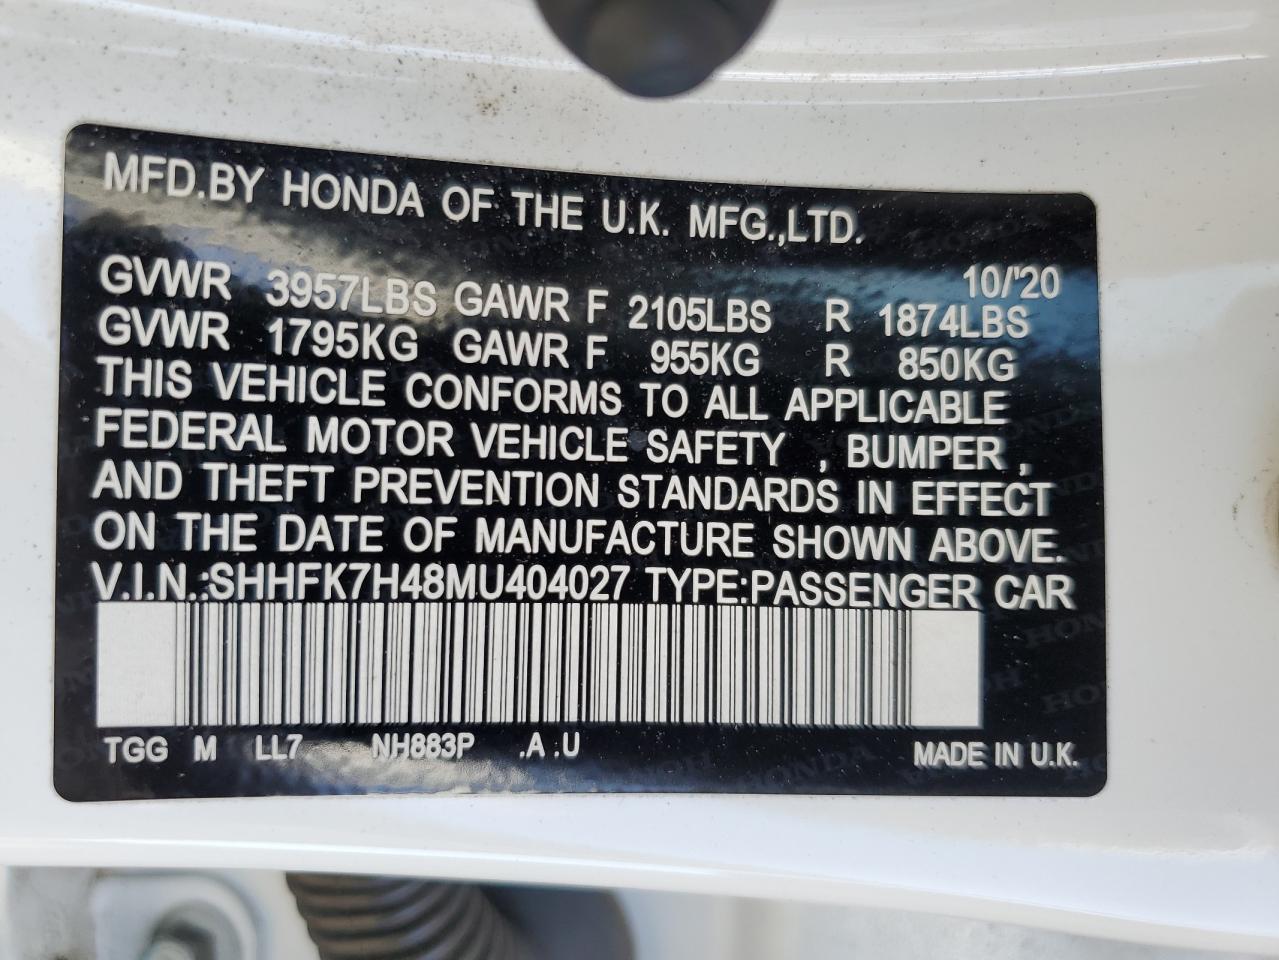 MFD.BY HONDA OF THE U.K. MFG.,LTD.
10/'20
GVWR 3957LBS GAWR F 2105LBS R 1874LBS
GVWR 1795KG GAWR F 955KG R 850KG
THIS VEHICLE CONFORMS TO ALL APPLICABLE
FEDERAL MOTOR VEHICLE SAFETY , BUMPER ,
AND THEFT PREVENTION STANDARDS IN EFFECT
ON THE DATE OF MANUFACTURE SHOWN ABOVE.
V.I.N.:SHHFK7H48MU404027 TYPE:PASSENGER CAR
TGG M LL7 NH883P .A .U MADE IN U.K.